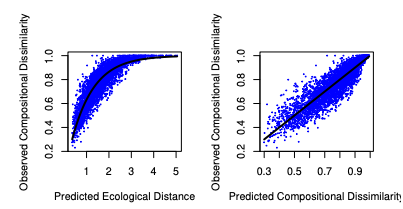 Observed Compositional Dissimilarity
0.2 0.4 0.6 0.8 1.0
1 2 3 4 5
Predicted Ecological Distance
Observed Compositional Dissimilarity
0.2 0.4 0.6 0.8 1.0
0.3 0.5 0.7 0.9
Predicted Compositional Dissimilarity